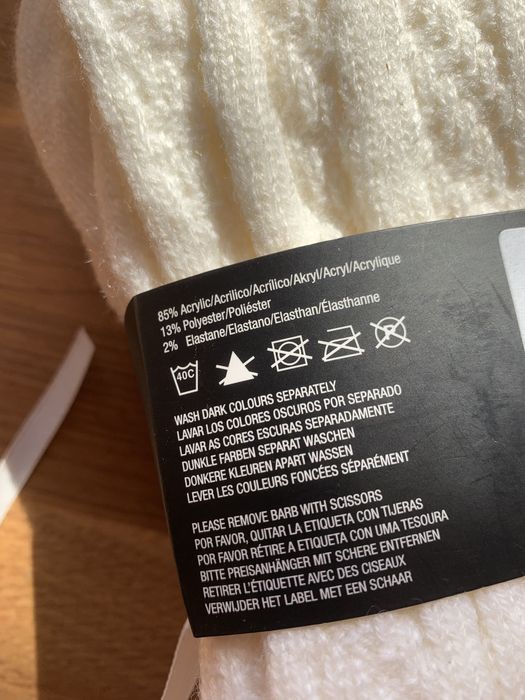 85% Acrylic/Acrilico/Acrílico/Akryl/Acryl/Acrylique
13% Polyester/Poliéster
2% Elastane/Elastano/Elasthan/Élasthanne
40C P
WASH DARK COLOURS SEPARATELY
LAVAR LOS COLORES OSCUROS POR SEPARADO
LAVAR AS CORES ESCURAS SEPARADAMENTE
DUNKLE FARBEN SEPARAT WASCHEN
DONKERE KLEUREN APART WASSEN
LEVER LES COULEURS FONCÉES SÉPARÉMENT
PLEASE REMOVE BARB WITH SCISSORS
POR FAVOR, QUITAR LA ETIQUETA CON TIJERAS
POR FAVOR RÉTIRE A ETIQUETA COM UMA TESOURA
BITTE PREISANHÄNGER MIT SCHERE ENTFERNEN
RETIRER L'ÉTIQUETTE AVEC DES CISEAUX
VERWIJDER HET LABEL MET EEN SCHAAR